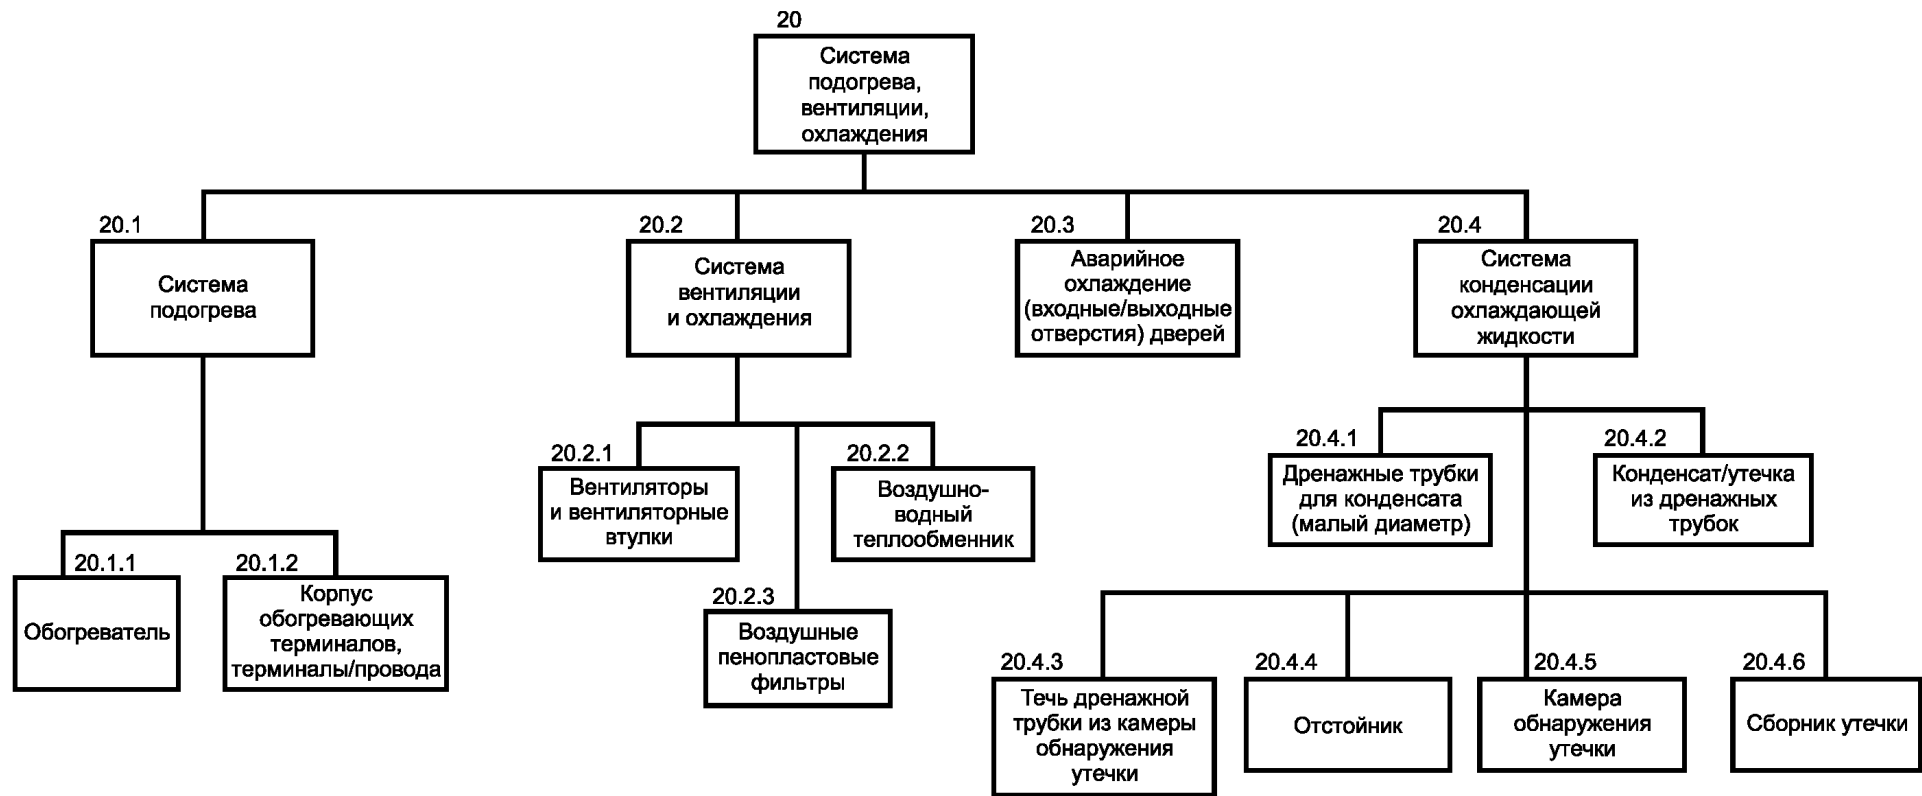 20
Система
подогрева,
вентиляции,
охлаждения
20.1
Система
подогрева
20.2
Система
вентиляции
и охлаждения
20.3
Аварийное
охлаждение
(входные/выходные
отверстия) дверей
20.4
Система
конденсации
охлаждающей
жидкости
20.1.1
Обогреватель
20.1.2
Корпус
обогревающих
терминалов,
терминалы/провода
20.2.1
Вентиляторы
и вентиляторные
втулки
20.2.2
Воздушно-
водный
теплообменник
20.2.3
Воздушные
пенопластовые
фильтры
20.4.1
Дренажные трубки
для конденсата
(малый диаметр)
20.4.2
Конденсат/утечка
из дренажных
трубок
20.4.3
Течь дренажной
трубки из камеры
обнаружения
утечки
20.4.4
Отстойник
20.4.5
Камера
обнаружения
утечки
20.4.6
Сборник утечки